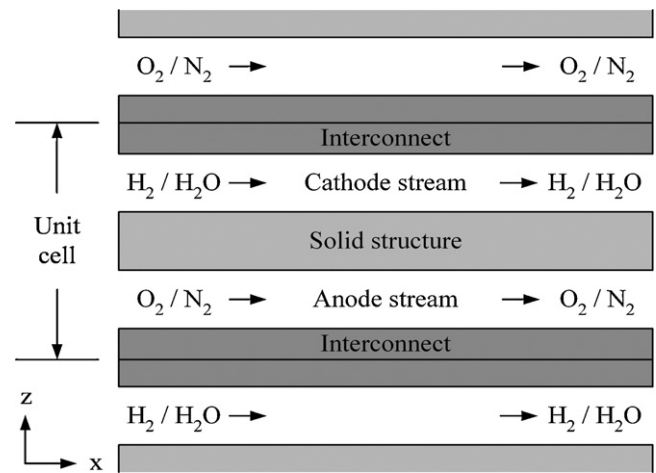 O₂ / N₂ → → O₂ / N₂
Interconnect
H₂ / H₂O → Cathode stream → H₂ / H₂O
Unit
cell
Solid structure
O₂ / N₂ → Anode stream → O₂ / N₂
Interconnect
H₂ / H₂O → → H₂ / H₂O
z
x